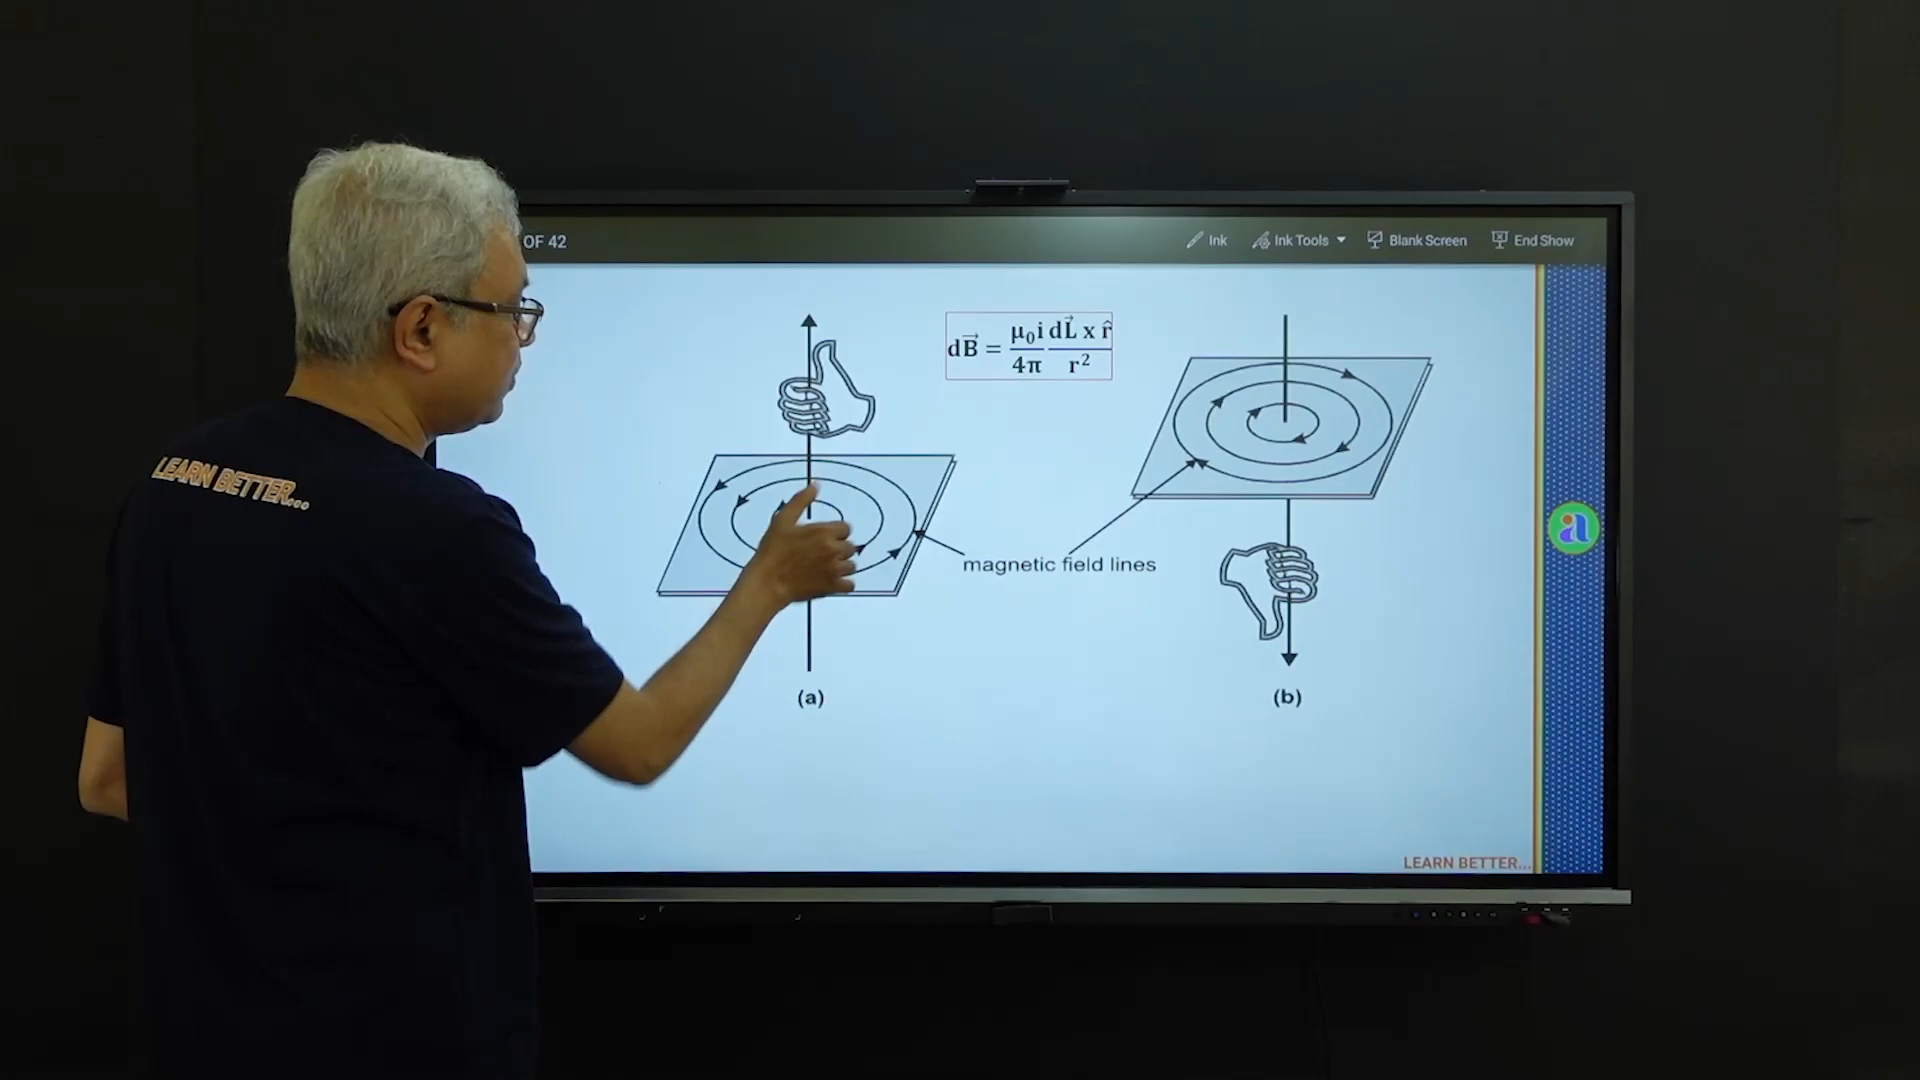 OF 42
Ink
Ink Tools
Blank Screen
End Show
dB⃗ = μ₀i/4π dL⃗ x r̂/r²
magnetic field lines
(a)
(b)
LEARN BETTER...
LEARN BETTER...
a